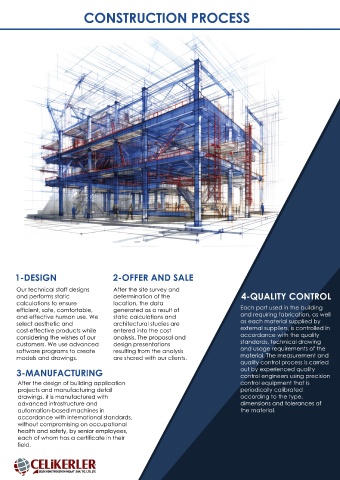 CONSTRUCTION PROCESS
1-DESIGN
Our technical staff designs
and performs static
calculations to ensure
efficient, safe, comfortable,
and effective human use. We
select aesthetic and
cost-effective products while
considering the wishes of our
customers. We use advanced
software programs to create
models and drawings.
2-OFFER AND SALE
After the site survey and
determination of the
location, the data
generated as a result of
static calculations and
architectural studies are
entered into the cost
analysis. The proposal and
design presentations
resulting from the analysis
are shared with our clients.
3-MANUFACTURING
After the design of building application
projects and manufacturing detail
drawings, it is manufactured with
advanced infrastructure and
automation-based machines in
accordance with international standards,
without compromising on occupational
health and safety, by senior employees,
each of whom has a certificate in their
field.
4-QUALITY CONTROL
Each part used in the building
and requiring fabrication, as well
as each material supplied by
external suppliers, is controlled in
accordance with the quality
standards, technical drawing
and usage requirements of the
material. The measurement and
quality control process is carried
out by experienced quality
control engineers using precision
control equipment that is
periodically calibrated
according to the type,
dimensions and tolerances of
the material.
CELIKERLER